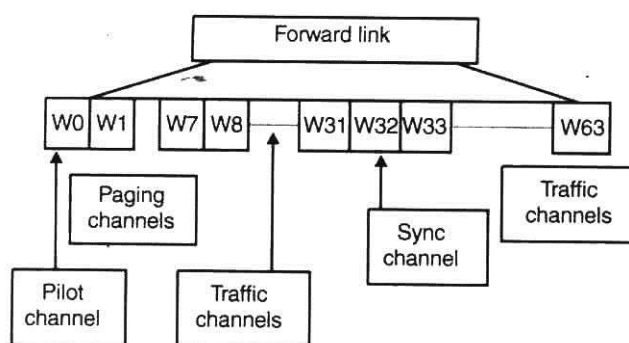 Forward link
W0 W1 W7 W8 W31 W32 W33 W63
Paging
channels
Traffic
channels
Sync
channel
Pilot
channel
Traffic
channels